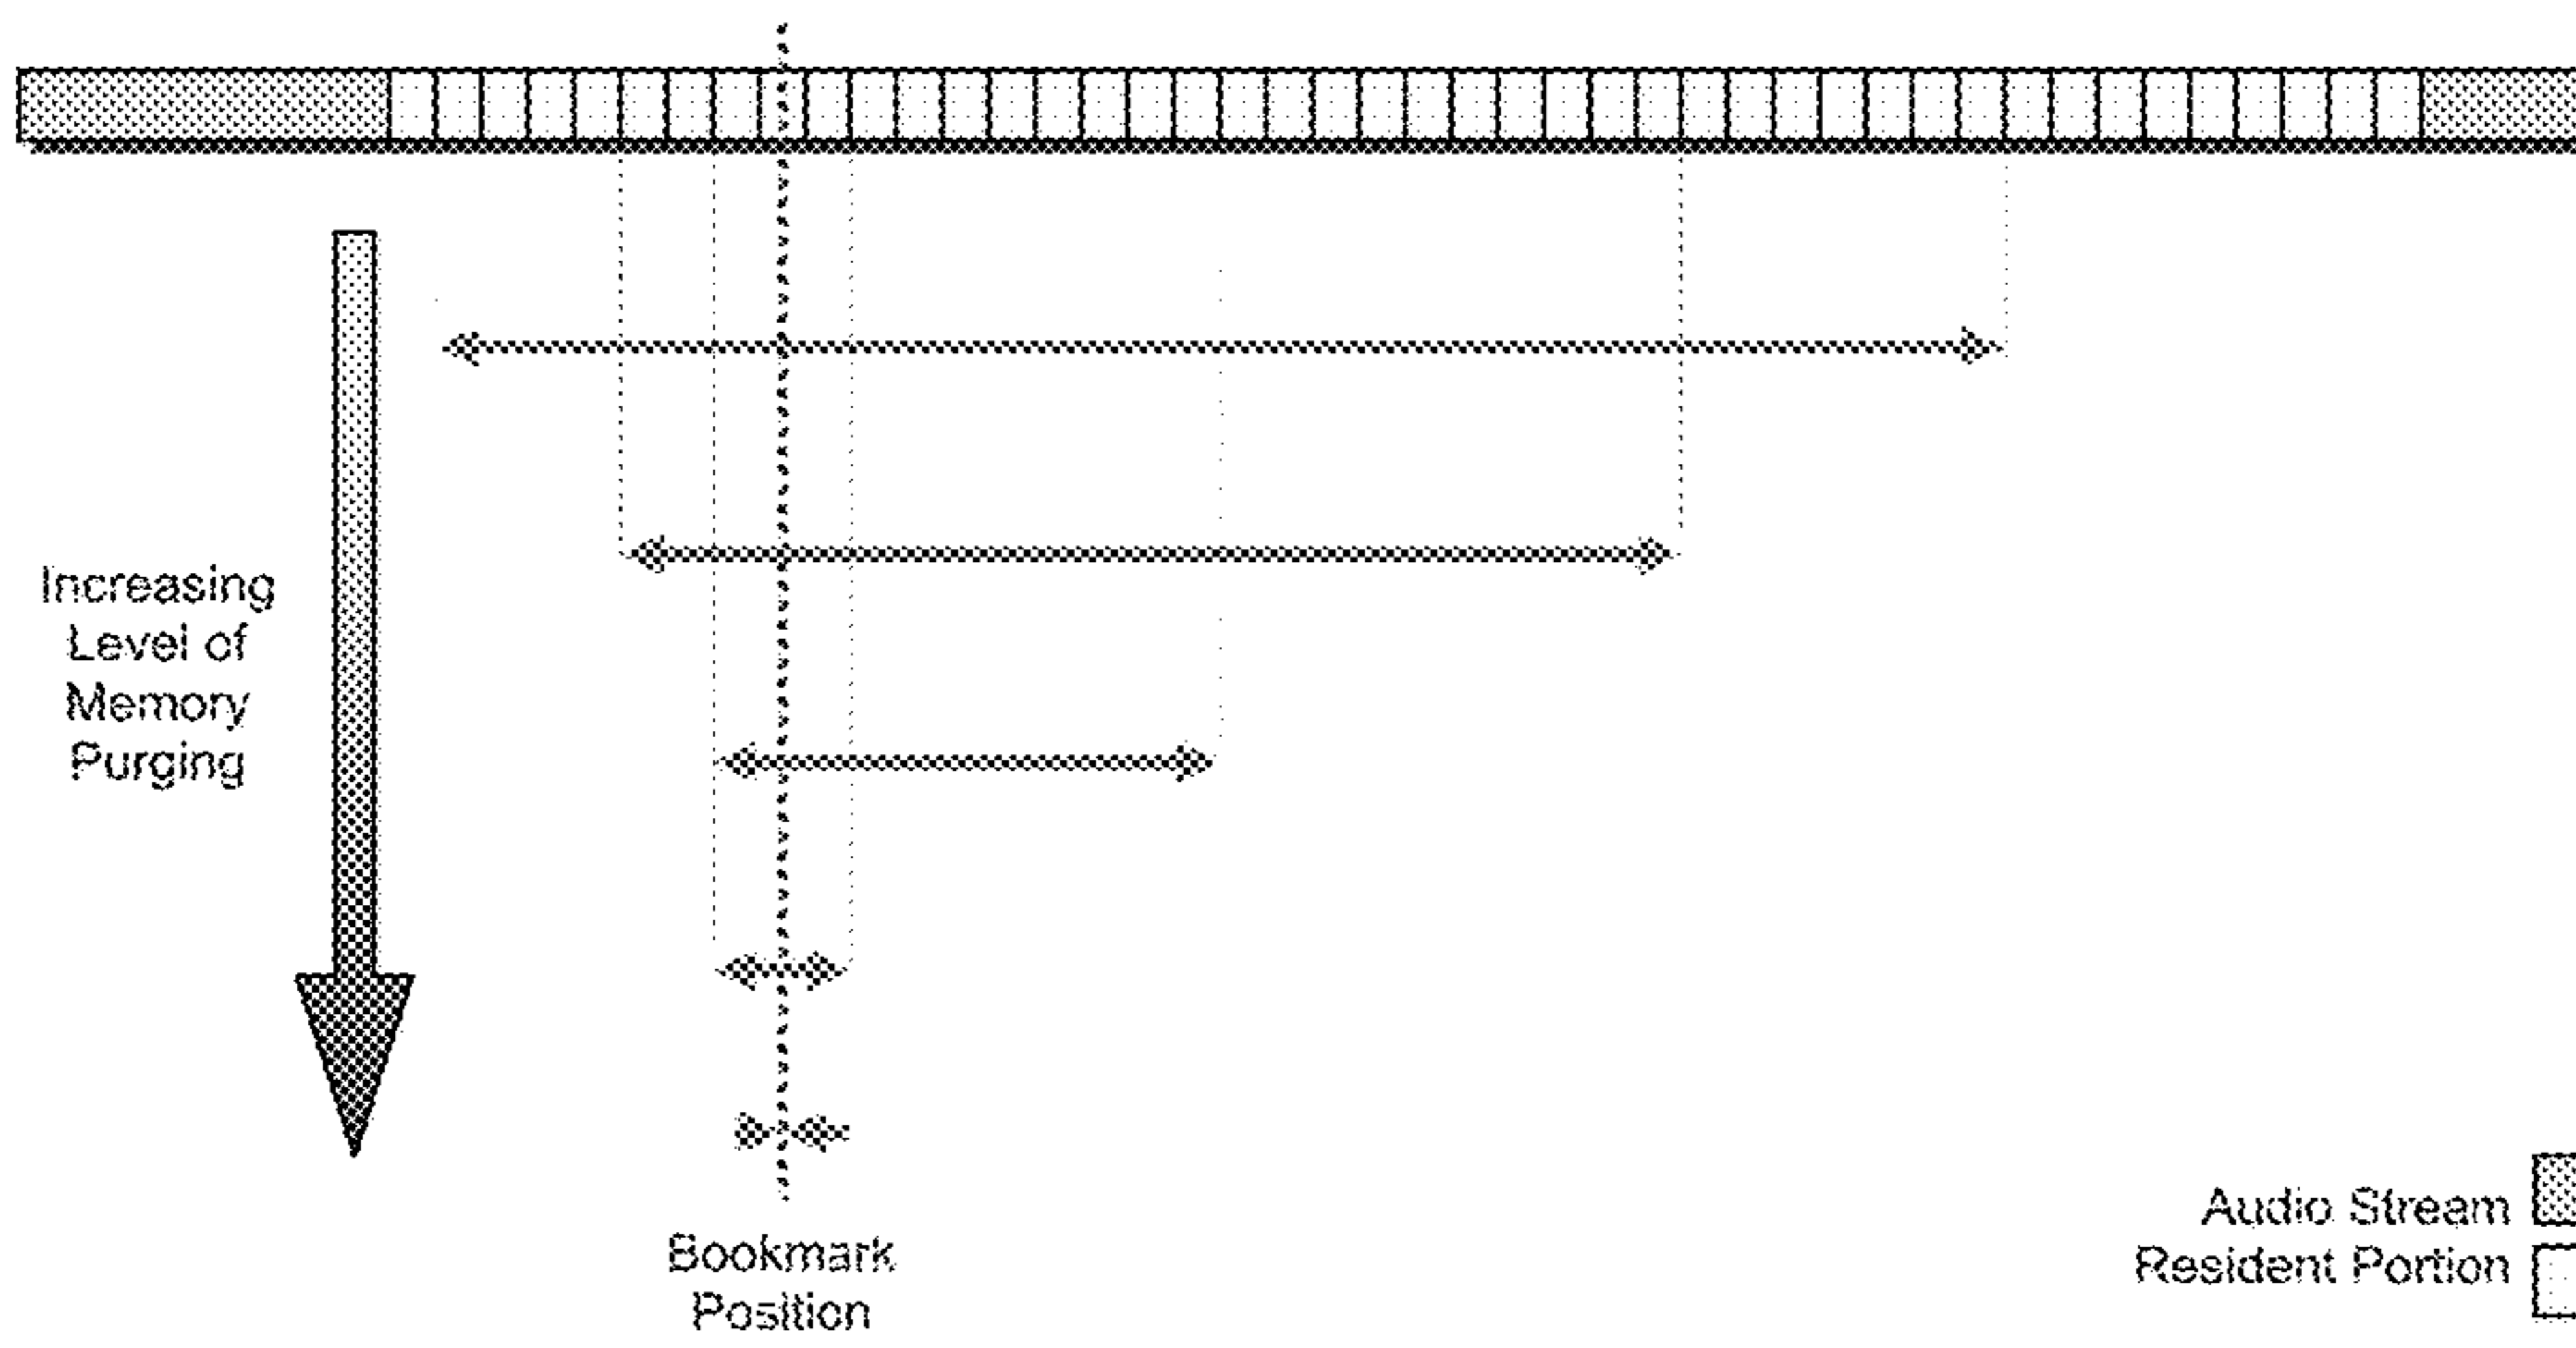 Increasing
Level of
Memory
Purging
Bookmark
Position
Audio Stream
Resident Portion